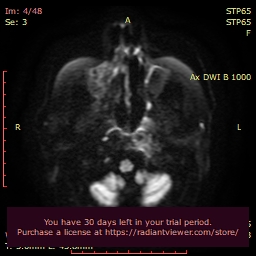 Im: 4/48
Se: 3
A
STP65
STP65
F
Ax DWI B 1000
R
L
You have 30 days left in your trial period.
Purchase a license at https://radiantviewer.com/store/